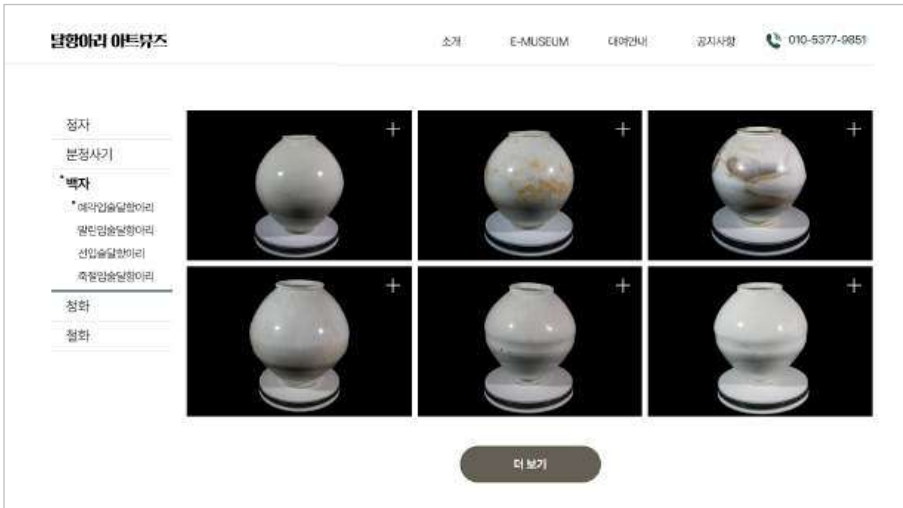 달항아리 아트뮤즈
소개
E-MUSEUM
대여안내
공지사항
010-5377-9851
청자
분청사기
백자
예각입술달항아리
말린입술달항아리
선입술달항아리
죽절입술달항아리
청화
철화
더 보기